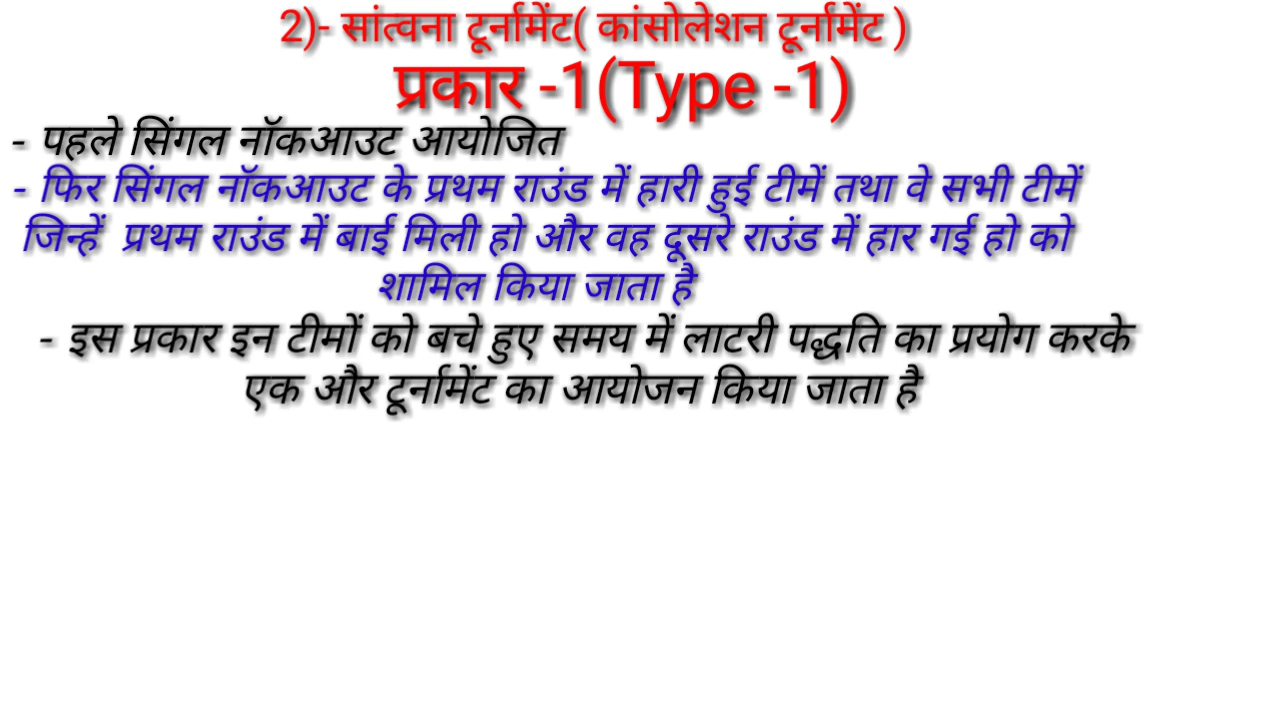 2)- सांत्वना टूर्नामेंट( कांसोलेशन टूर्नामेंट )
प्रकार -1(Type -1)
- पहले सिंगल नॉकआउट आयोजित
- फिर सिंगल नॉकआउट के प्रथम राउंड में हारी हुई टीमें तथा वे सभी टीमें
जिन्हें प्रथम राउंड में बाई मिली हो और वह दूसरे राउंड में हार गई हो को
शामिल किया जाता है
- इस प्रकार इन टीमों को बचे हुए समय में लाटरी पद्धति का प्रयोग करके
एक और टूर्नामेंट का आयोजन किया जाता है